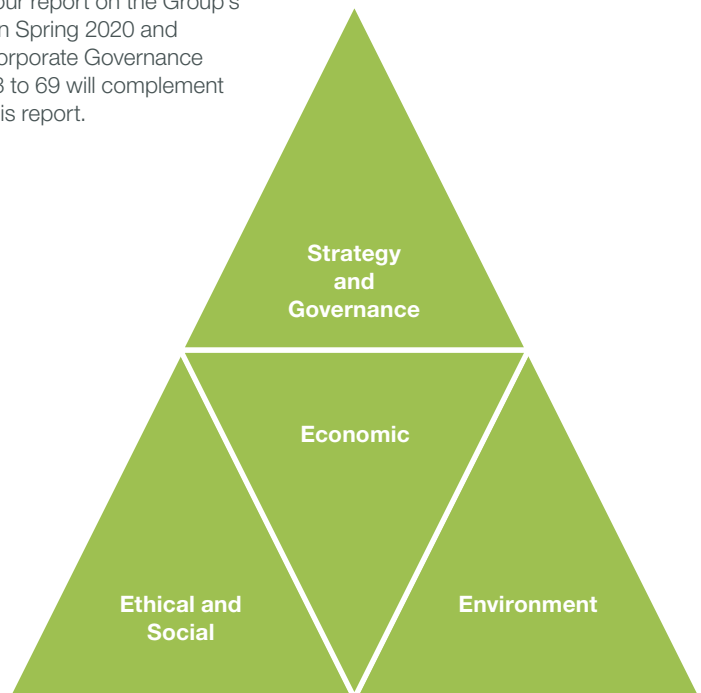 our report on the Group's
n Spring 2020 and
orporate Governance
to 69 will complement
is report.
Strategy
and
Governance
Economic
Ethical and
Social
Environment